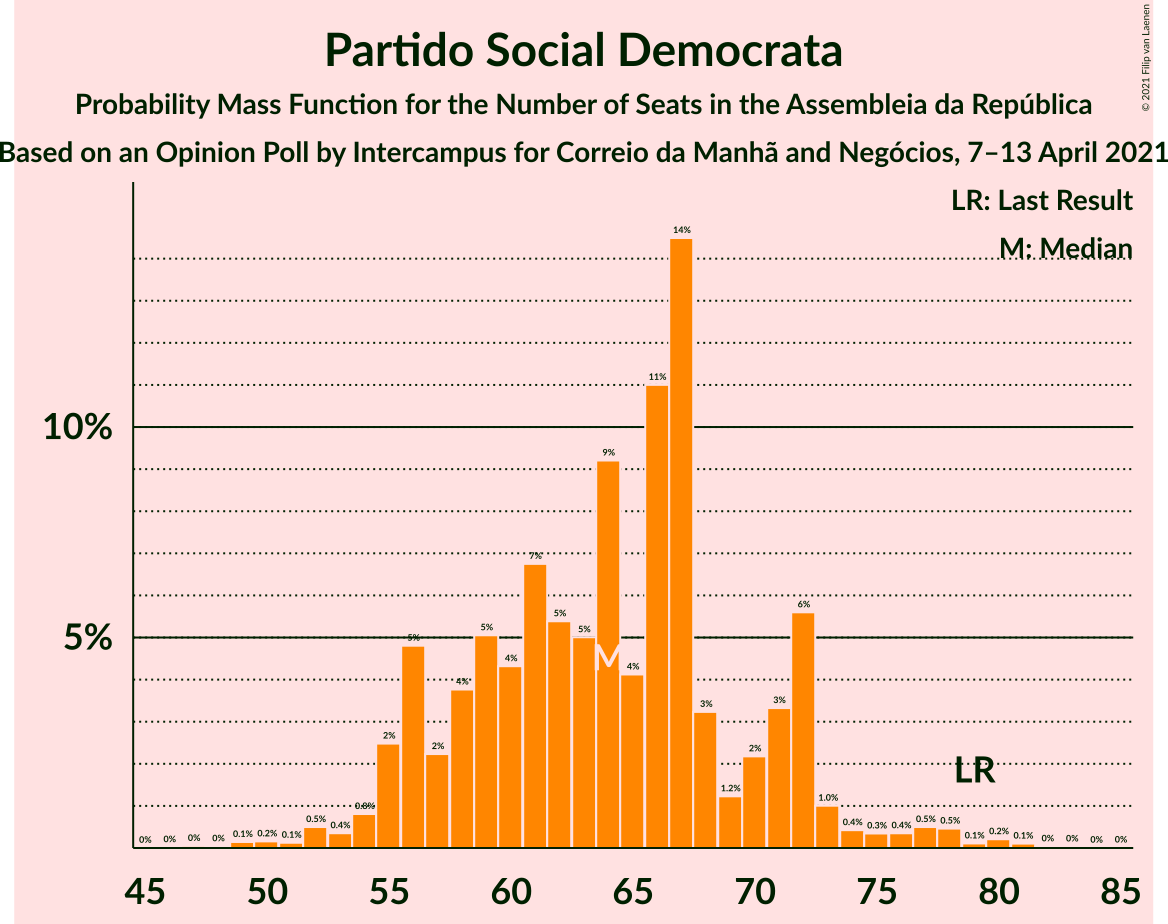 Partido Social Democrata
Probability Mass Function for the Number of Seats in the Assembleia da República
Based on an Opinion Poll by Intercampus for Correio da Manhã and Negócios, 7–13 April 2021
© 2021 Filip van Laenen
LR: Last Result
M: Median
14%
11%
10%
9%
7%
6%
5%
5%
5%
5%
5%
4%
4%
4%
M
3%
3%
2%
2%
2%
LR
1.2%
1.0%
0.8%
0.5%
0.4%
0.4%
0.3%
0.4%
0.5%
0.5%
0% 0% 0% 0% 0.1% 0.2% 0.1%
0.1% 0.2% 0.1% 0% 0% 0% 0%
45 50 55 60 65 70 75 80 85